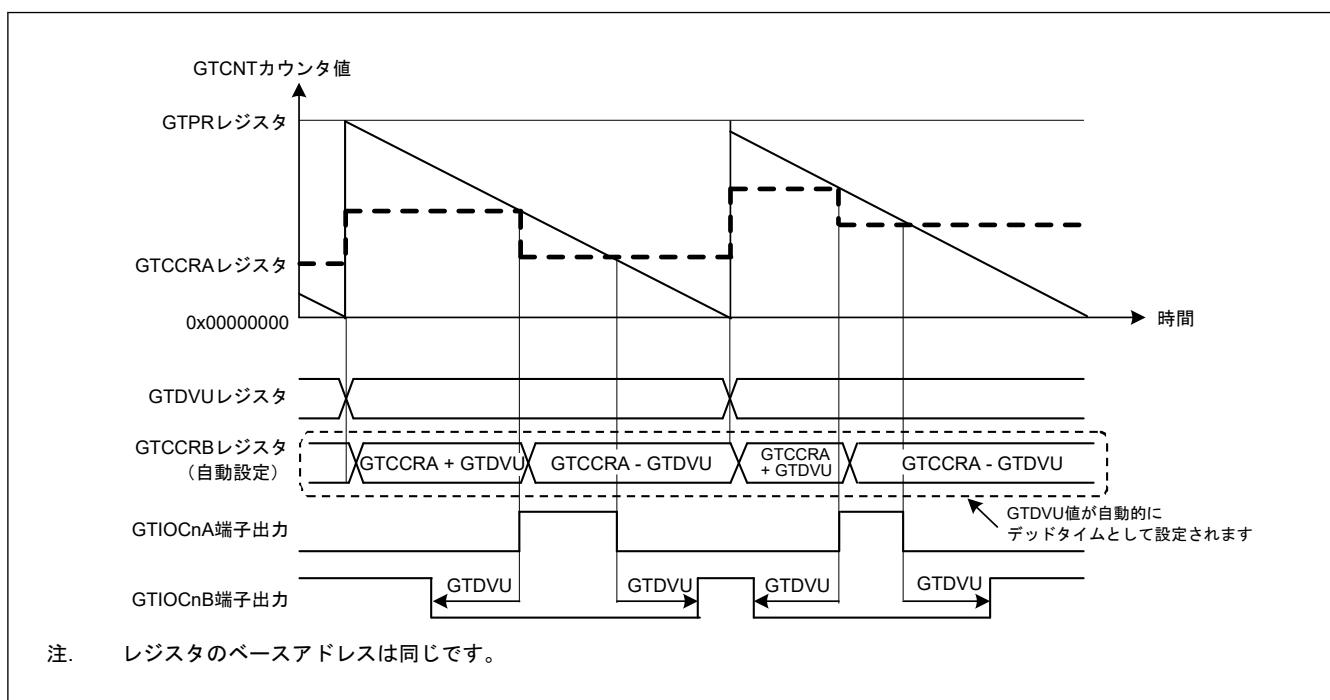 GTCNTカウンタ値
GTPRレジスタ
GTCCRAレジスタ
0x00000000
時間
GTDVUレジスタ
GTCCRBレジスタ
（自動設定）
GTCCRA + GTDVU
GTCCRA - GTDVU
GTCCRA
+ GTDVU
GTCCRA - GTDVU
GTDVU値が自動的に
デッドタイムとして設定されます
GTIOCnA端子出力
GTIOCnB端子出力
GTDVU
GTDVU
GTDVU
GTDVU
注. レジスタのベースアドレスは同じです。